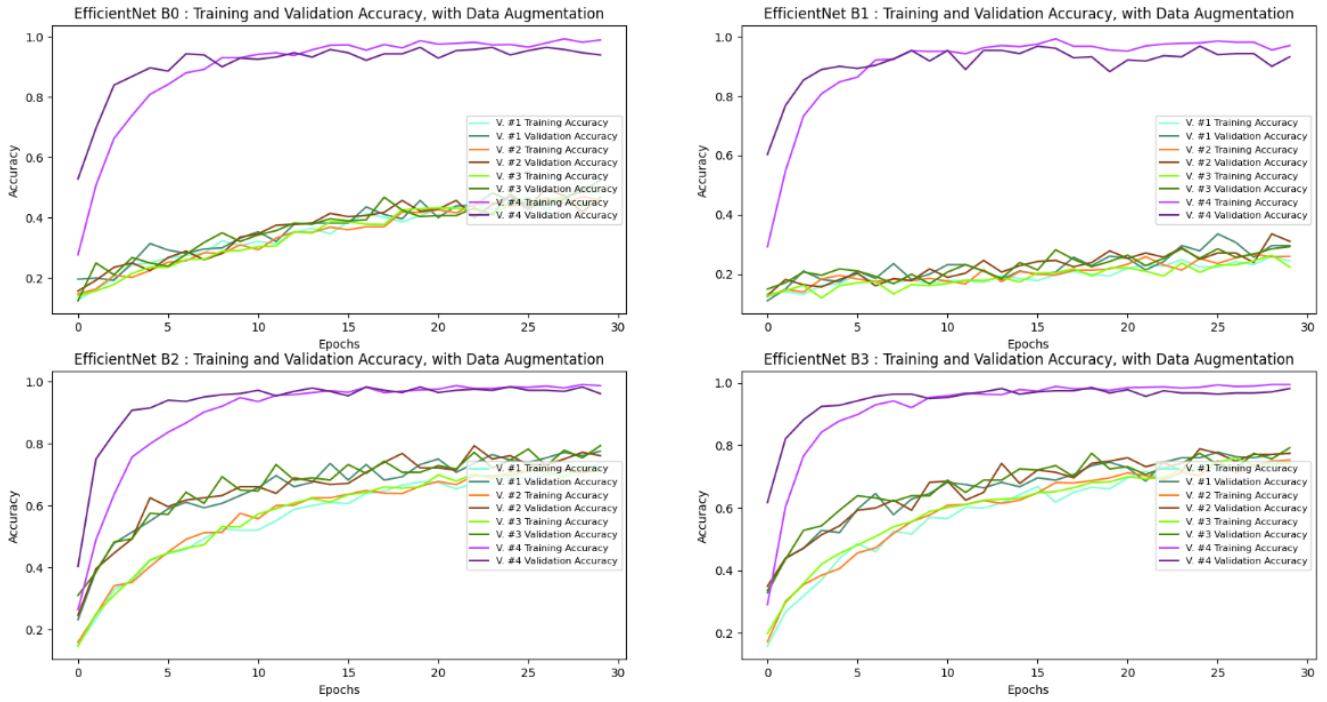 EfficientNet B0 : Training and Validation Accuracy, with Data Augmentation
Accuracy
1.0
0.8
0.6
0.4
0.2
V. #1 Training Accuracy
V. #1 Validation Accuracy
V. #2 Training Accuracy
V. #2 Validation Accuracy
V. #3 Training Accuracy
V. #3 Validation Accuracy
V. #4 Training Accuracy
V. #4 Validation Accuracy
0 5 10 15 20 25 30
Epochs
EfficientNet B1 : Training and Validation Accuracy, with Data Augmentation
Accuracy
1.0
0.8
0.6
0.4
0.2
V. #1 Training Accuracy
V. #1 Validation Accuracy
V. #2 Training Accuracy
V. #2 Validation Accuracy
V. #3 Training Accuracy
V. #3 Validation Accuracy
V. #4 Training Accuracy
V. #4 Validation Accuracy
0 5 10 15 20 25 30
Epochs
EfficientNet B2 : Training and Validation Accuracy, with Data Augmentation
Accuracy
1.0
0.8
0.6
0.4
0.2
V. #1 Training Accuracy
V. #1 Validation Accuracy
V. #2 Training Accuracy
V. #2 Validation Accuracy
V. #3 Training Accuracy
V. #3 Validation Accuracy
V. #4 Training Accuracy
V. #4 Validation Accuracy
0 5 10 15 20 25 30
Epochs
EfficientNet B3 : Training and Validation Accuracy, with Data Augmentation
Accuracy
1.0
0.8
0.6
0.4
0.2
V. #1 Training Accuracy
V. #1 Validation Accuracy
V. #2 Training Accuracy
V. #2 Validation Accuracy
V. #3 Training Accuracy
V. #3 Validation Accuracy
V. #4 Training Accuracy
V. #4 Validation Accuracy
0 5 10 15 20 25 30
Epochs